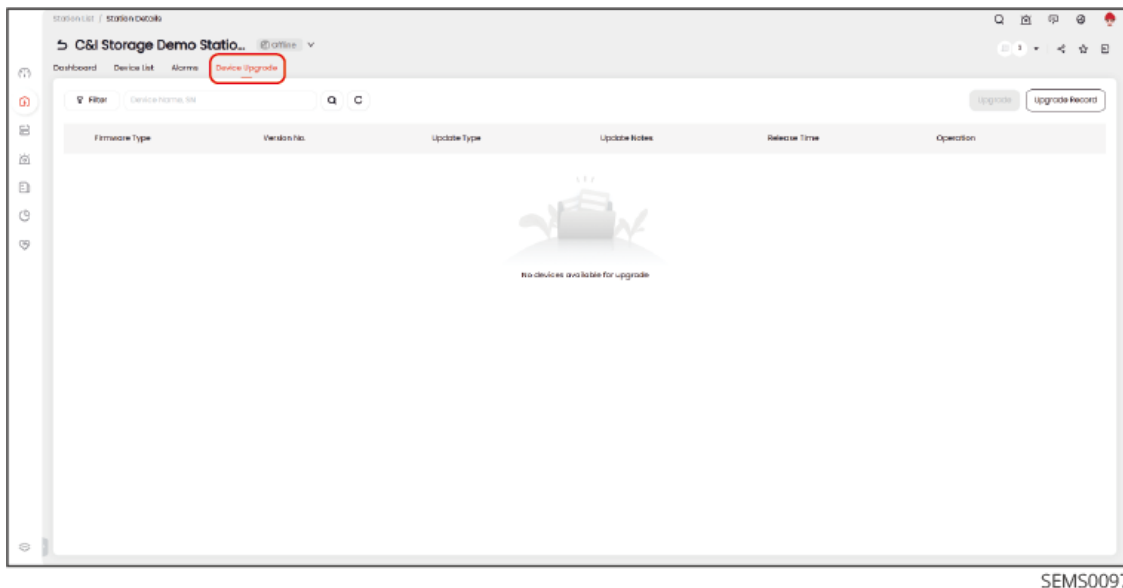 Station List / Station Details
C&I Storage Demo Statio... Offline
Dashboard Device List Alarms Device Upgrade
Filter Device Name, SN Upgrade Upgrade Record
Firmware Type Version No. Update Type Update Notes Release Time Operation
No devices available for upgrade
SEMS0097